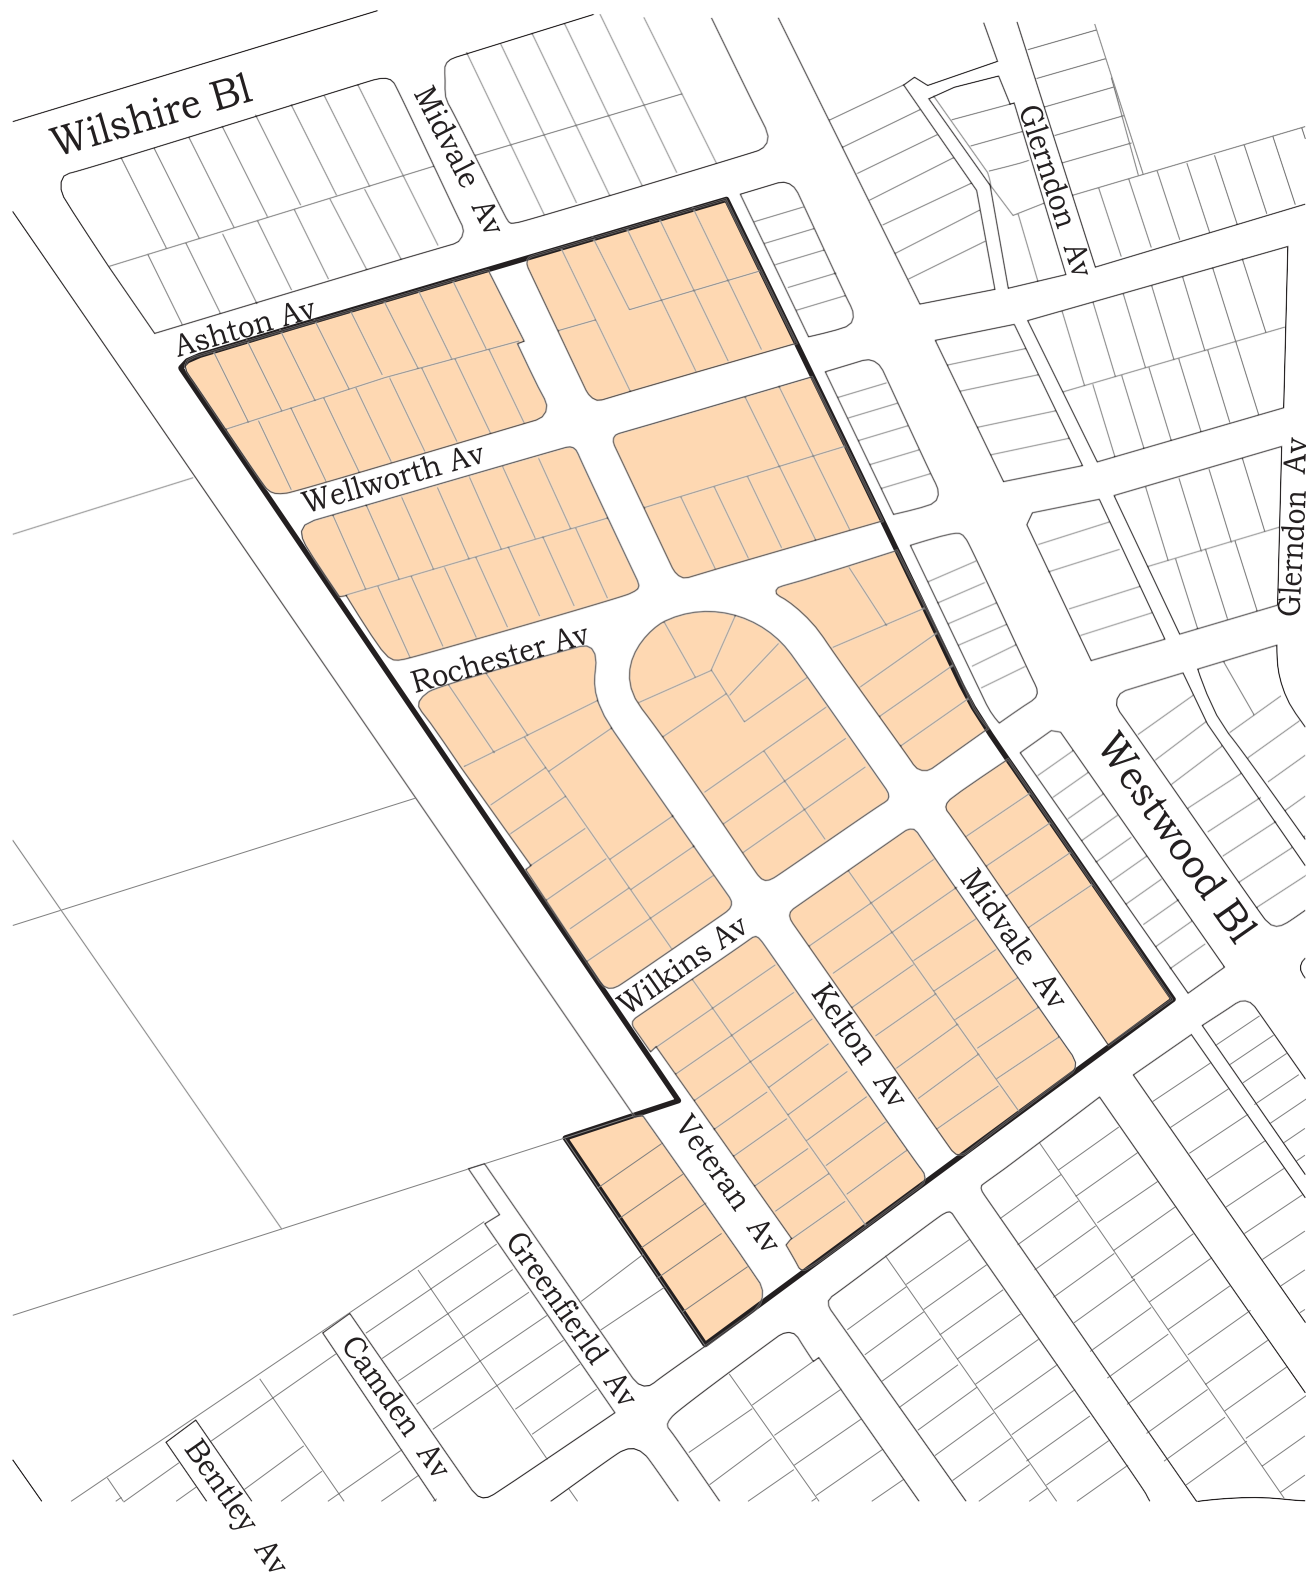 Wilshire Bl
Midvale Av
Glerndon Av
Ashton Av
Wellworth Av
Glerndon Av
Rochester Av
Westwood Bl
Midvale Av
Wilkins Av
Kelton Av
Veteran Av
Greenfierld Av
Camden Av
Bentley Av